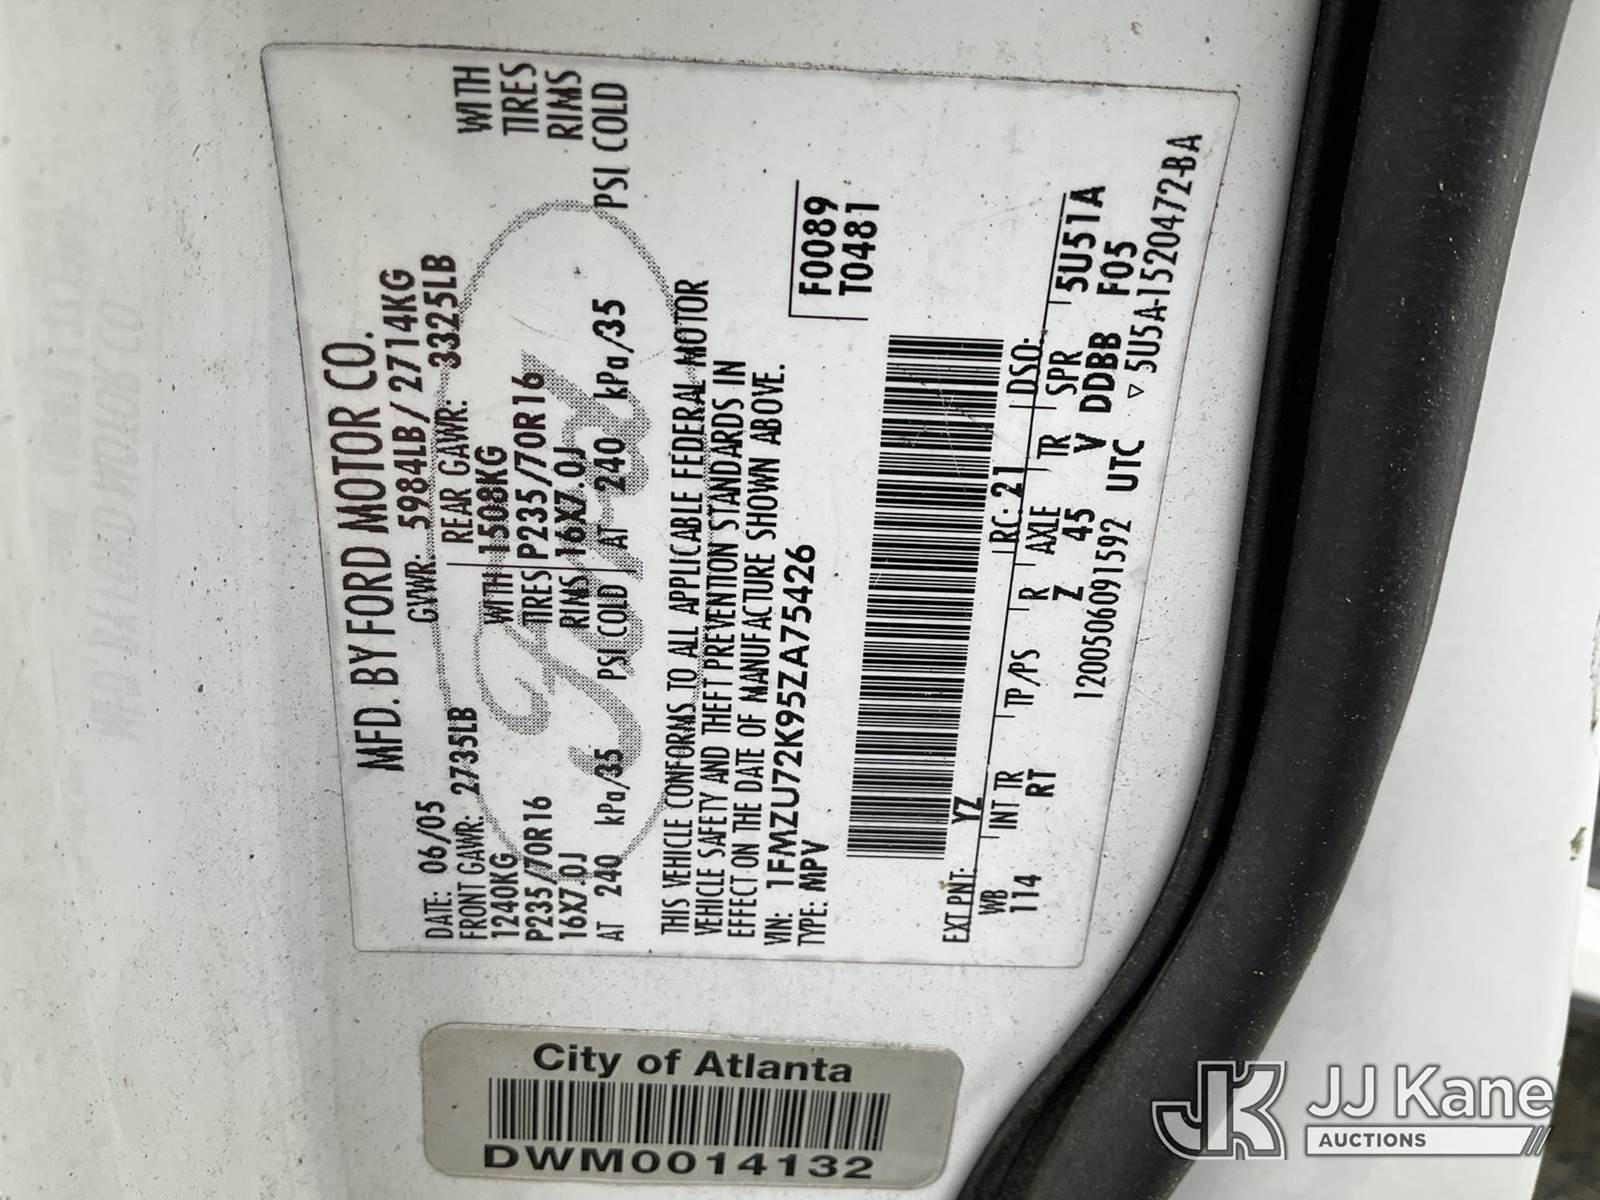 MFD. BY FORD MOTOR CO.
DATE: 06/05 GVWR: 5984LB/2714KG
FRONT GAWR: 2735LB REAR GAWR: 3325LB
1240KG WITH 1508KG WITH
P235/70R16 TIRES P235/70R16 TIRES
16X7.0J RIMS 16X7.0J RIMS
AT 240 kPa/35 PSI COLD AT 240 kPa/35 PSI COLD
THIS VEHICLE CONFORMS TO ALL APPLICABLE FEDERAL MOTOR
VEHICLE SAFETY AND THEFT PREVENTION STANDARDS IN
EFFECT ON THE DATE OF MANUFACTURE SHOWN ABOVE.
VIN: 1FMZU72K95ZA75426
TYPE: MPV
F0089
T0481
EXT PNT: YZ RC: 21 DSO:
WB INT TR TP/PS R AXLE TR SPR 5U51A
114 RT Z 45 V DDBB F05
12005060915​92 UTC ▽ 5U5A-1520472-BA
Ford
City of Atlanta
DWM0014132
JJ Kane
AUCTIONS